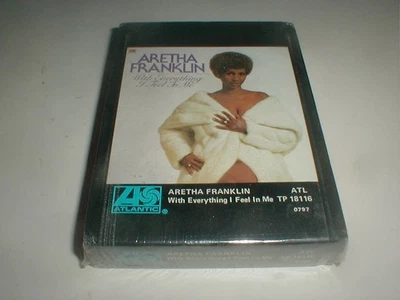 ARETHA
FRANKLIN
With Everything
I Feel In Me
ARETHA FRANKLIN ATL
With Everything I Feel In Me TP 18116
ATLANTIC
0797